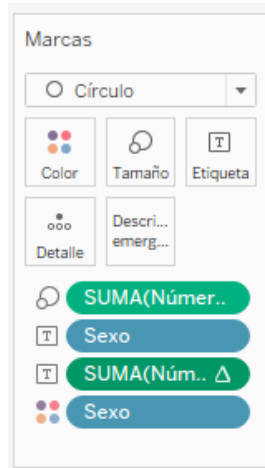 Marcas
Círculo
Color
Tamaño
T
Etiqueta
Detalle
Descri...
emerg...
SUMA(Númer..
T Sexo
T SUMA(Núm.. Δ
Sexo